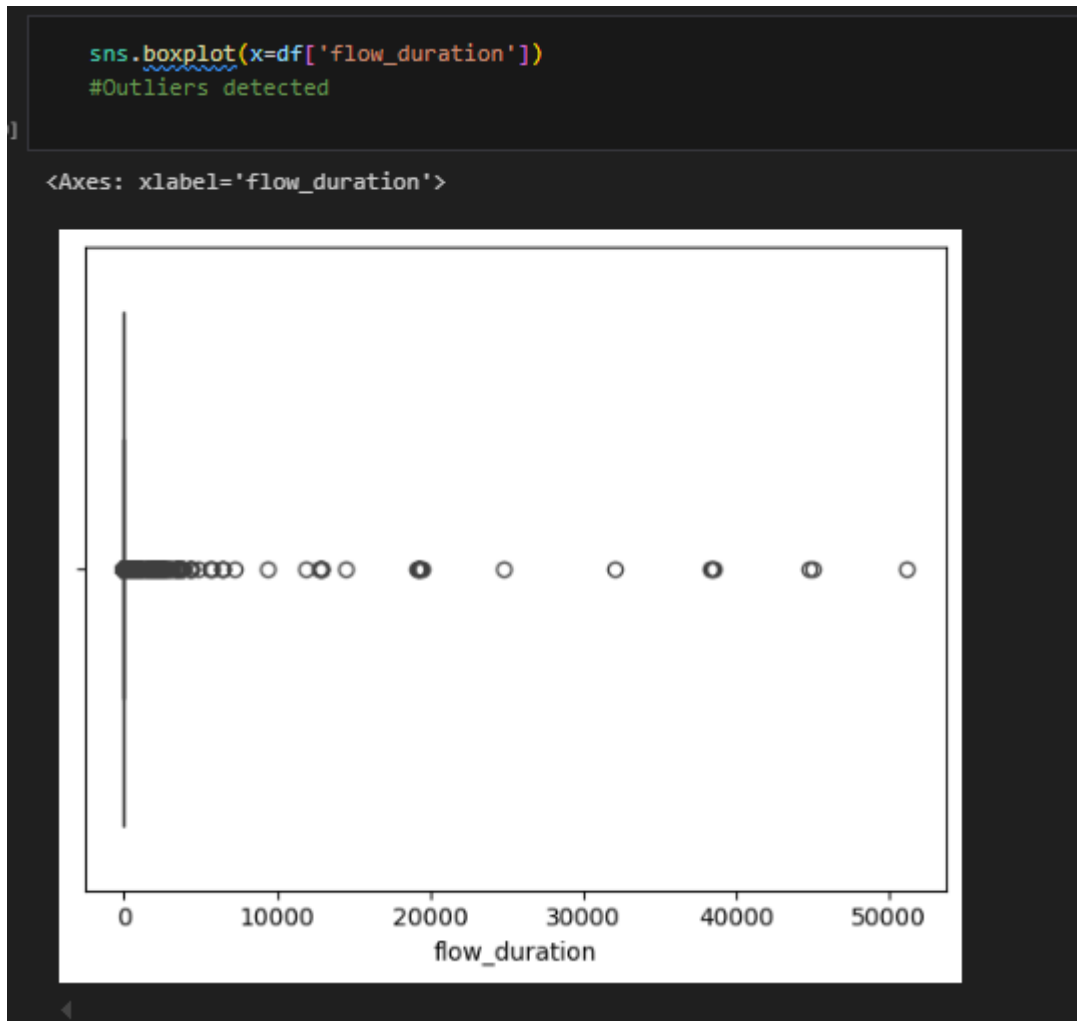 sns.boxplot(x=df['flow_duration'])
#Outliers detected
]
<Axes: xlabel='flow_duration'>
0 10000 20000 30000 40000 50000
flow_duration